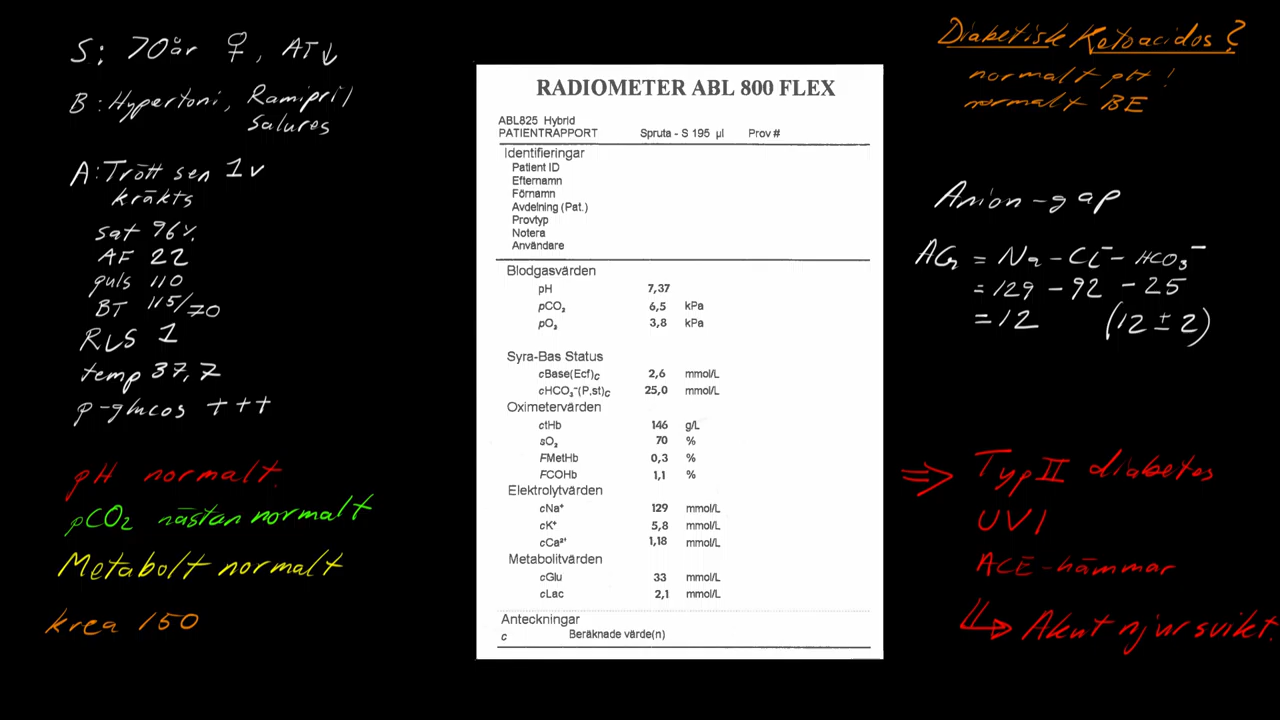 S: 70år ♀, AT↓
B: Hypertoni, Ramipril
Salures
A: Trött sen 1v
kräkts
sat 96%
AF 22
puls 110
BT 115/70
RLS 1
temp 37,7
p-glucos +++
pH normalt.
pCO2 nästan normalt
Metabolt normalt
krea 150
RADIOMETER ABL 800 FLEX
ABL825 Hybrid
PATIENTRAPPORT Spruta - S 195 µl Prov #
Identifieringar
Patient ID
Efternamn
Förnamn
Avdelning (Pat.)
Provtyp
Notera
Användare
Blodgasvärden
pH 7,37
pCO₂ 6,5 kPa
pO₂ 3,8 kPa
Syra-Bas Status
cBase(Ecf)c 2,6 mmol/L
cHCO₃⁻(P,st)c 25,0 mmol/L
Oximetervärden
ctHb 146 g/L
sO₂ 70 %
FMetHb 0,3 %
FCOHb 1,1 %
Elektrolytvärden
cNa⁺ 129 mmol/L
cK⁺ 5,8 mmol/L
cCa²⁺ 1,18 mmol/L
Metabolitvärden
cGlu 33 mmol/L
cLac 2,1 mmol/L
Anteckningar
c Beräknade värde(n)
Diabetisk Ketoacidos?
normalt pH!
normalt BE
Anion-gap
AG = Na - Cl⁻ - HCO₃⁻
= 129 - 92 - 25
= 12 (12 ± 2)
⇒ Typ II diabetes
UVI
ACE-hämmar
↳ Akut njursvikt.